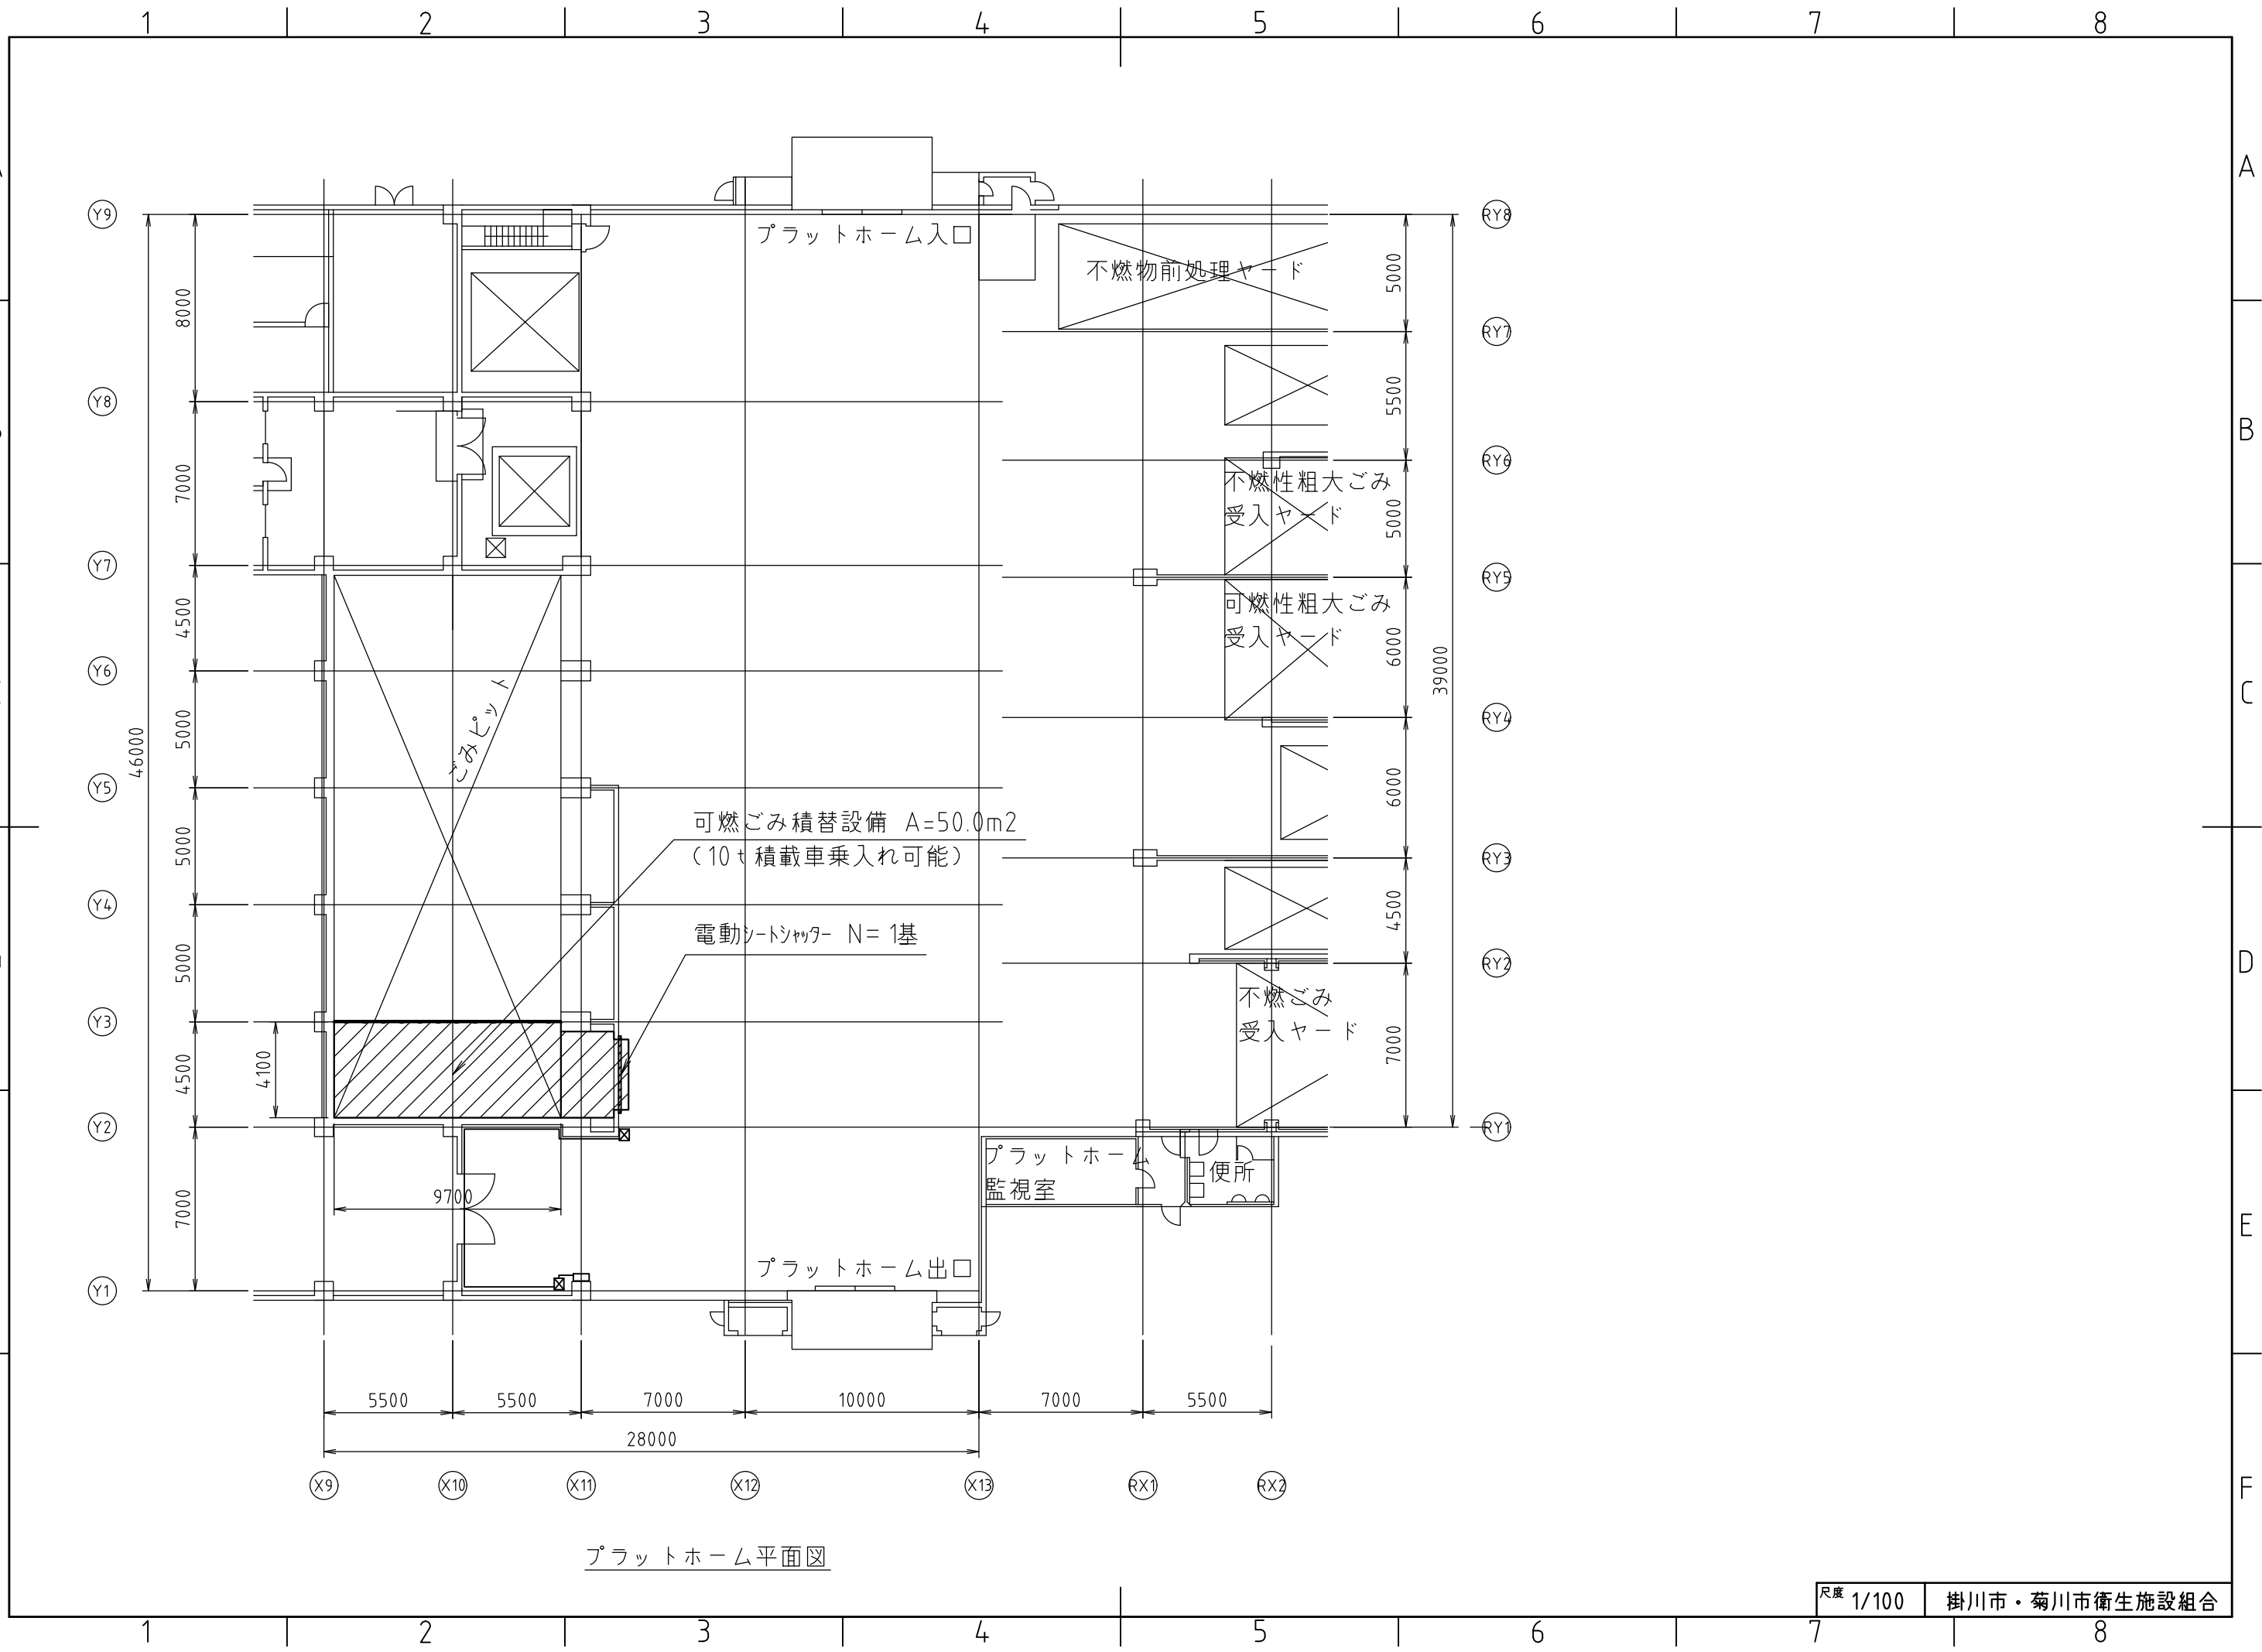 1 2 3 4 5 6 7 8
A
B
C
D
E
F
Y9
Y8
Y7
Y6
Y5
Y4
Y3
Y2
Y1
46000
8000
7000
4500
5000
5000
5000
4500
7000
4100
9700
プラットホーム入口
不燃物前処理ヤード
不燃性粗大ごみ
受入ヤード
可燃性粗大ごみ
受入ヤード
ごみピット
可燃ごみ積替設備 A=50.0m2
(10t積載車乗入れ可能)
電動シートシャッター N= 1基
不燃ごみ
受入ヤード
プラットホーム
監視室
便所
プラットホーム出口
5000
5500
5000
6000
6000
4500
7000
39000
RY8
RY7
RY6
RY5
RY4
RY3
RY2
RY1
5500 5500 7000 10000 7000 5500
28000
X9 X10 X11 X12 X13 RX1 RX2
プラットホーム平面図
尺度 1/100 掛川市・菊川市衛生施設組合
1 2 3 4 5 6 7 8